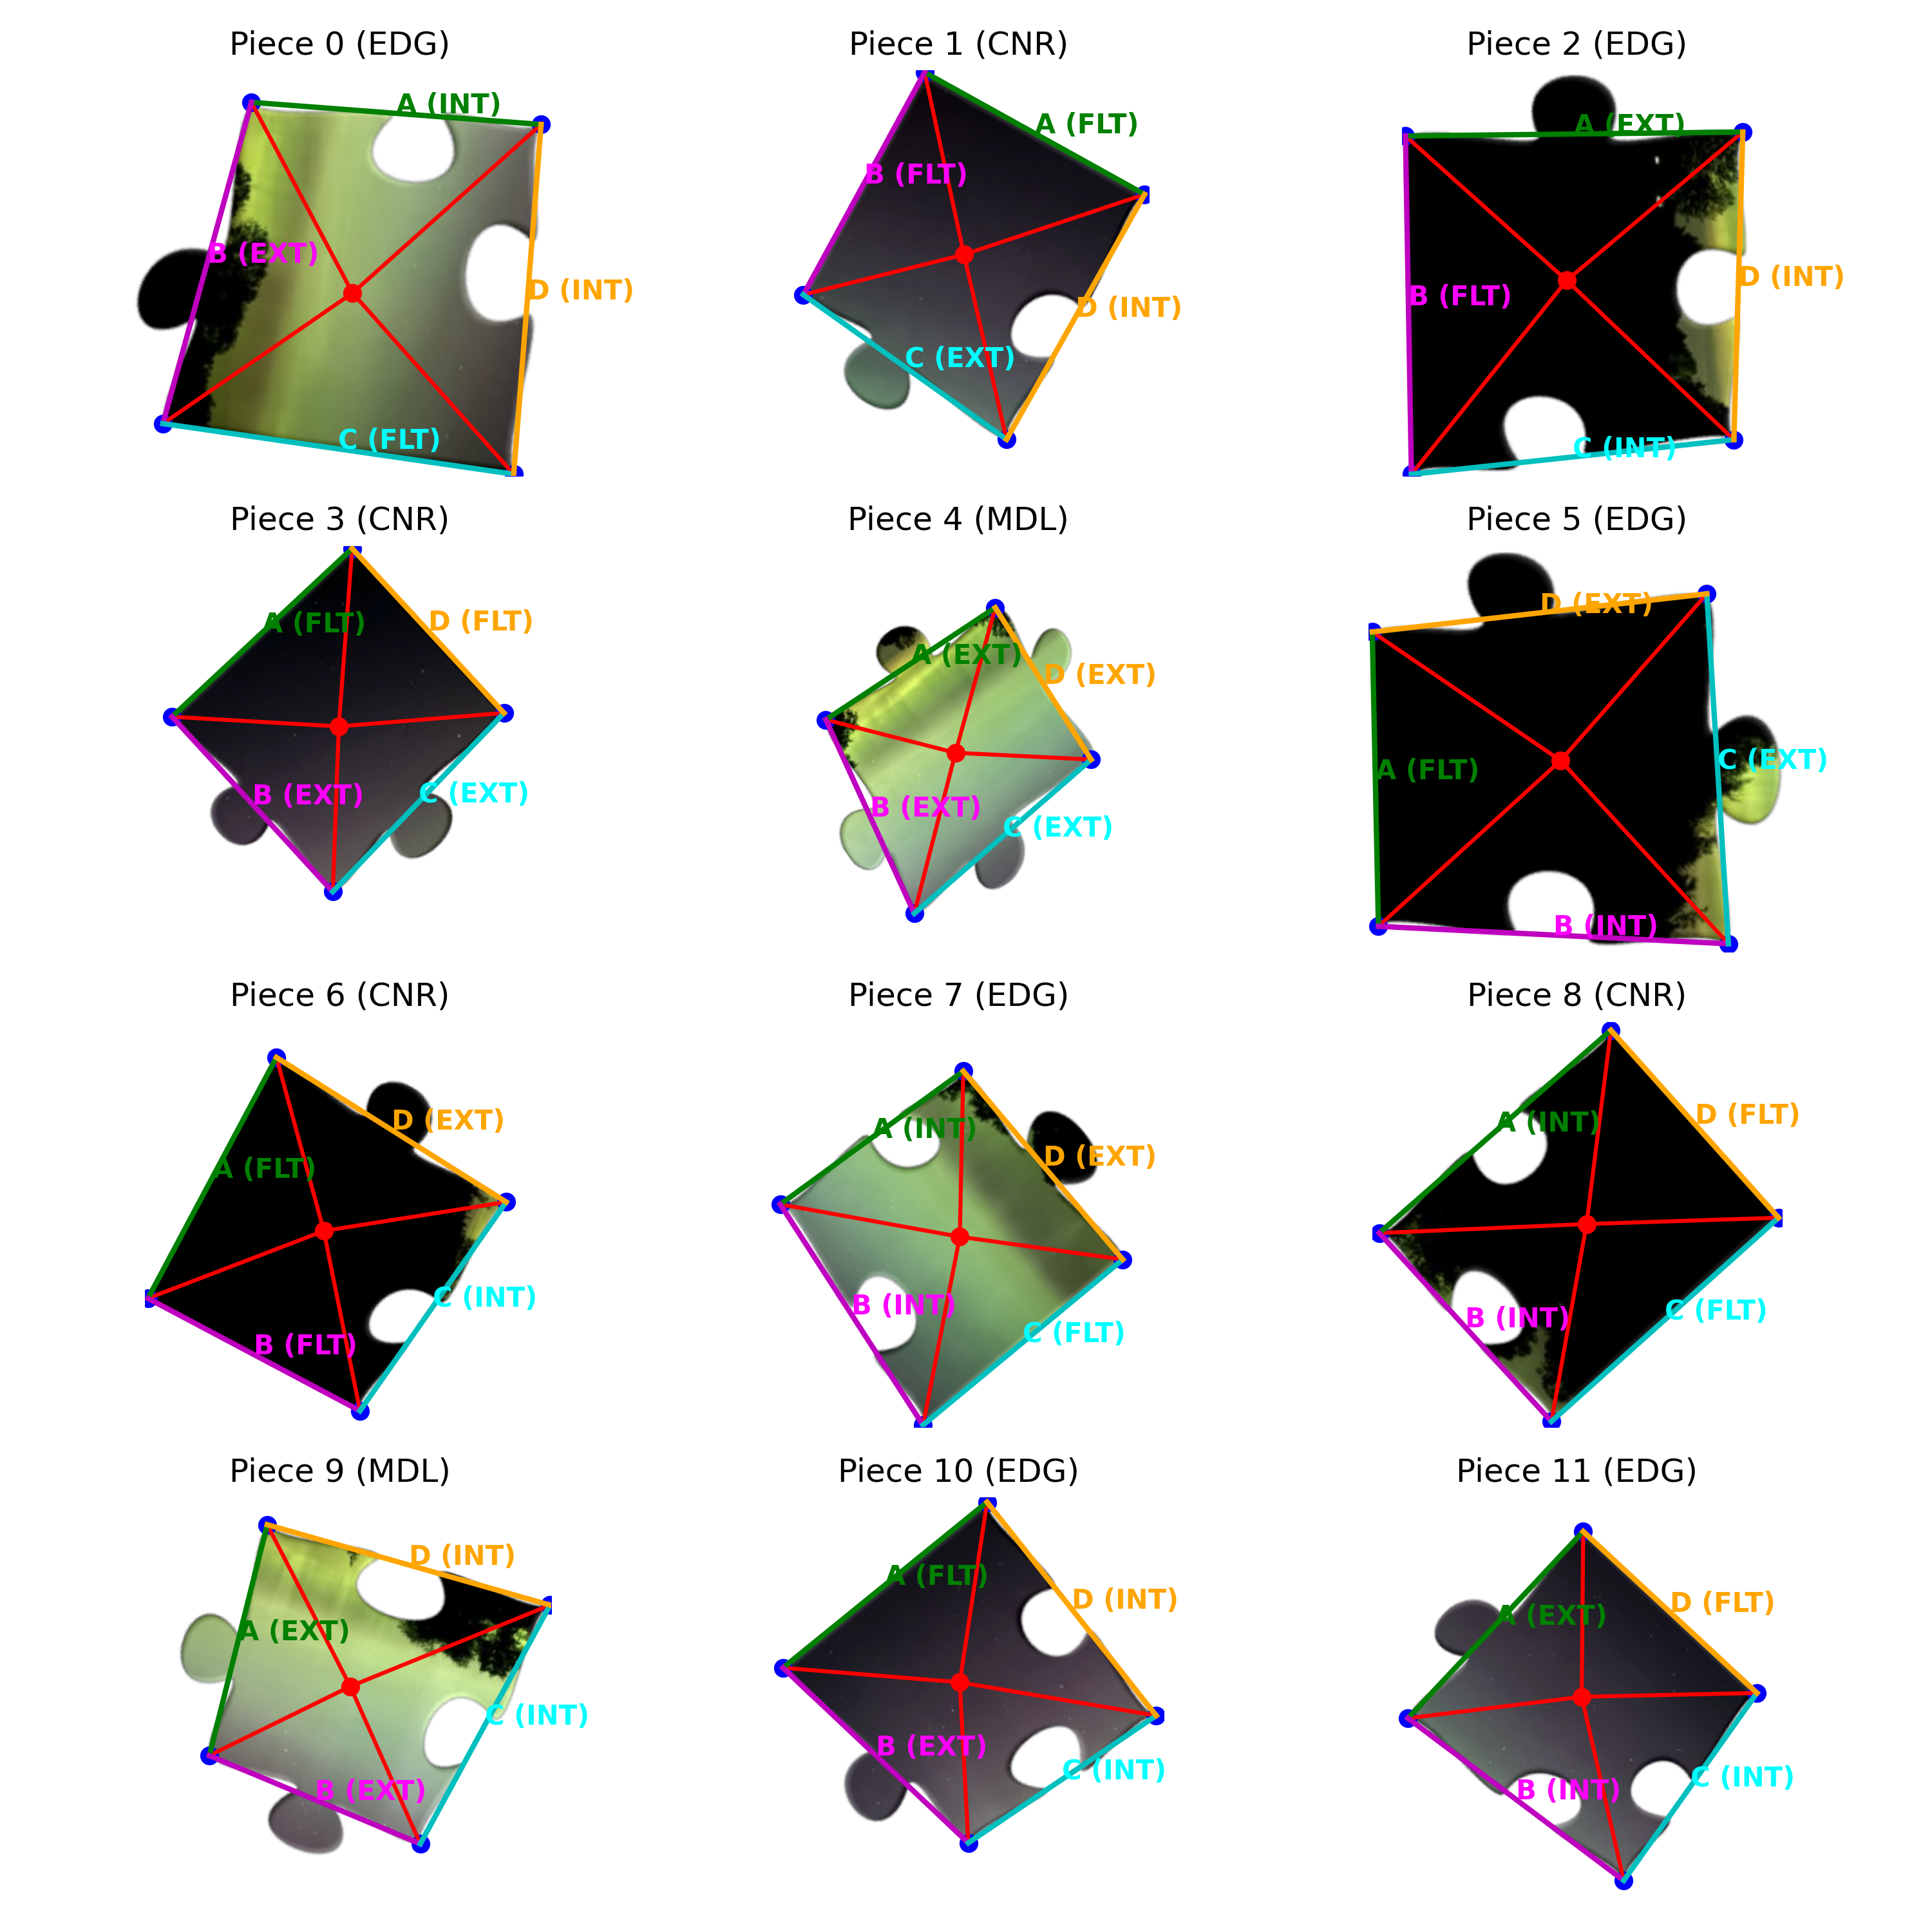 Piece 0 (EDG)
A (INT)
B (EXT)
D (INT)
C (FLT)
Piece 1 (CNR)
A (FLT)
B (FLT)
D (INT)
C (EXT)
Piece 2 (EDG)
A (EXT)
D (INT)
B (FLT)
C (INT)
Piece 3 (CNR)
A (FLT)
D (FLT)
B (EXT)
C (EXT)
Piece 4 (MDL)
A (EXT)
D (EXT)
B (EXT)
C (EXT)
Piece 5 (EDG)
D (EXT)
C (EXT)
A (FLT)
B (INT)
Piece 6 (CNR)
D (EXT)
A (FLT)
C (INT)
B (FLT)
Piece 7 (EDG)
A (INT)
D (EXT)
B (INT)
C (FLT)
Piece 8 (CNR)
D (FLT)
A (INT)
C (FLT)
B (INT)
Piece 9 (MDL)
D (INT)
A (EXT)
C (INT)
B (EXT)
Piece 10 (EDG)
A (FLT)
D (INT)
B (EXT)
C (INT)
Piece 11 (EDG)
D (FLT)
A (EXT)
C (INT)
B (INT)